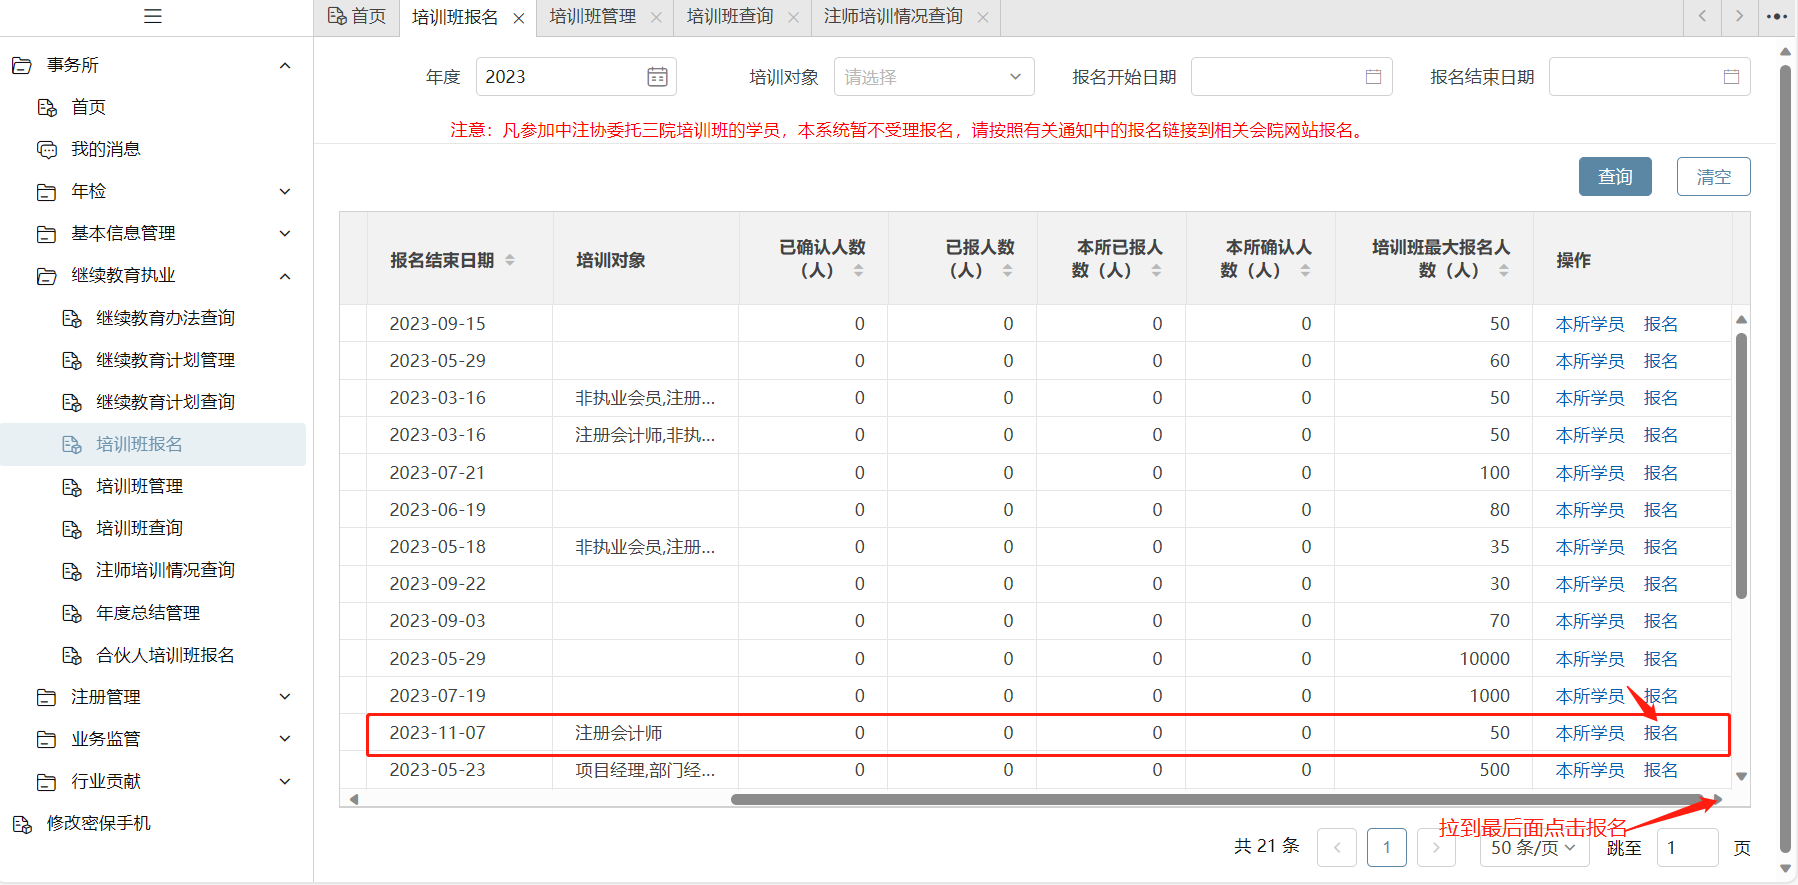 首页 培训班报名 培训班管理 培训班查询 注师培训情况查询
事务所
首页
我的消息
年检
基本信息管理
继续教育执业
继续教育办法查询
继续教育计划管理
继续教育计划查询
培训班报名
培训班管理
培训班查询
注师培训情况查询
年度总结管理
合伙人培训班报名
注册管理
业务监管
行业贡献
修改密保手机
年度 2023 培训对象 请选择 报名开始日期 报名结束日期
注意：凡参加中注协委托三院培训班的学员，本系统暂不受理报名，请按照有关通知中的报名链接到相关会院网站报名。
查询 清空
报名结束日期 培训对象 已确认人数（人） 已报人数（人） 本所已报人数（人） 本所确认人数（人） 培训班最大报名人数（人） 操作
2023-09-15 0 0 0 0 50 本所学员 报名
2023-05-29 0 0 0 0 60 本所学员 报名
2023-03-16 非执业会员,注册... 0 0 0 0 50 本所学员 报名
2023-03-16 注册会计师,非执... 0 0 0 0 50 本所学员 报名
2023-07-21 0 0 0 0 100 本所学员 报名
2023-06-19 0 0 0 0 80 本所学员 报名
2023-05-18 非执业会员,注册... 0 0 0 0 35 本所学员 报名
2023-09-22 0 0 0 0 30 本所学员 报名
2023-09-03 0 0 0 0 70 本所学员 报名
2023-05-29 0 0 0 0 10000 本所学员 报名
2023-07-19 0 0 0 0 1000 本所学员 报名
2023-11-07 注册会计师 0 0 0 0 50 本所学员 报名
2023-05-23 项目经理,部门经... 0 0 0 0 500 本所学员 报名
拉到最后面点击报名
共 21 条 1 50 条/页 跳至 1 页